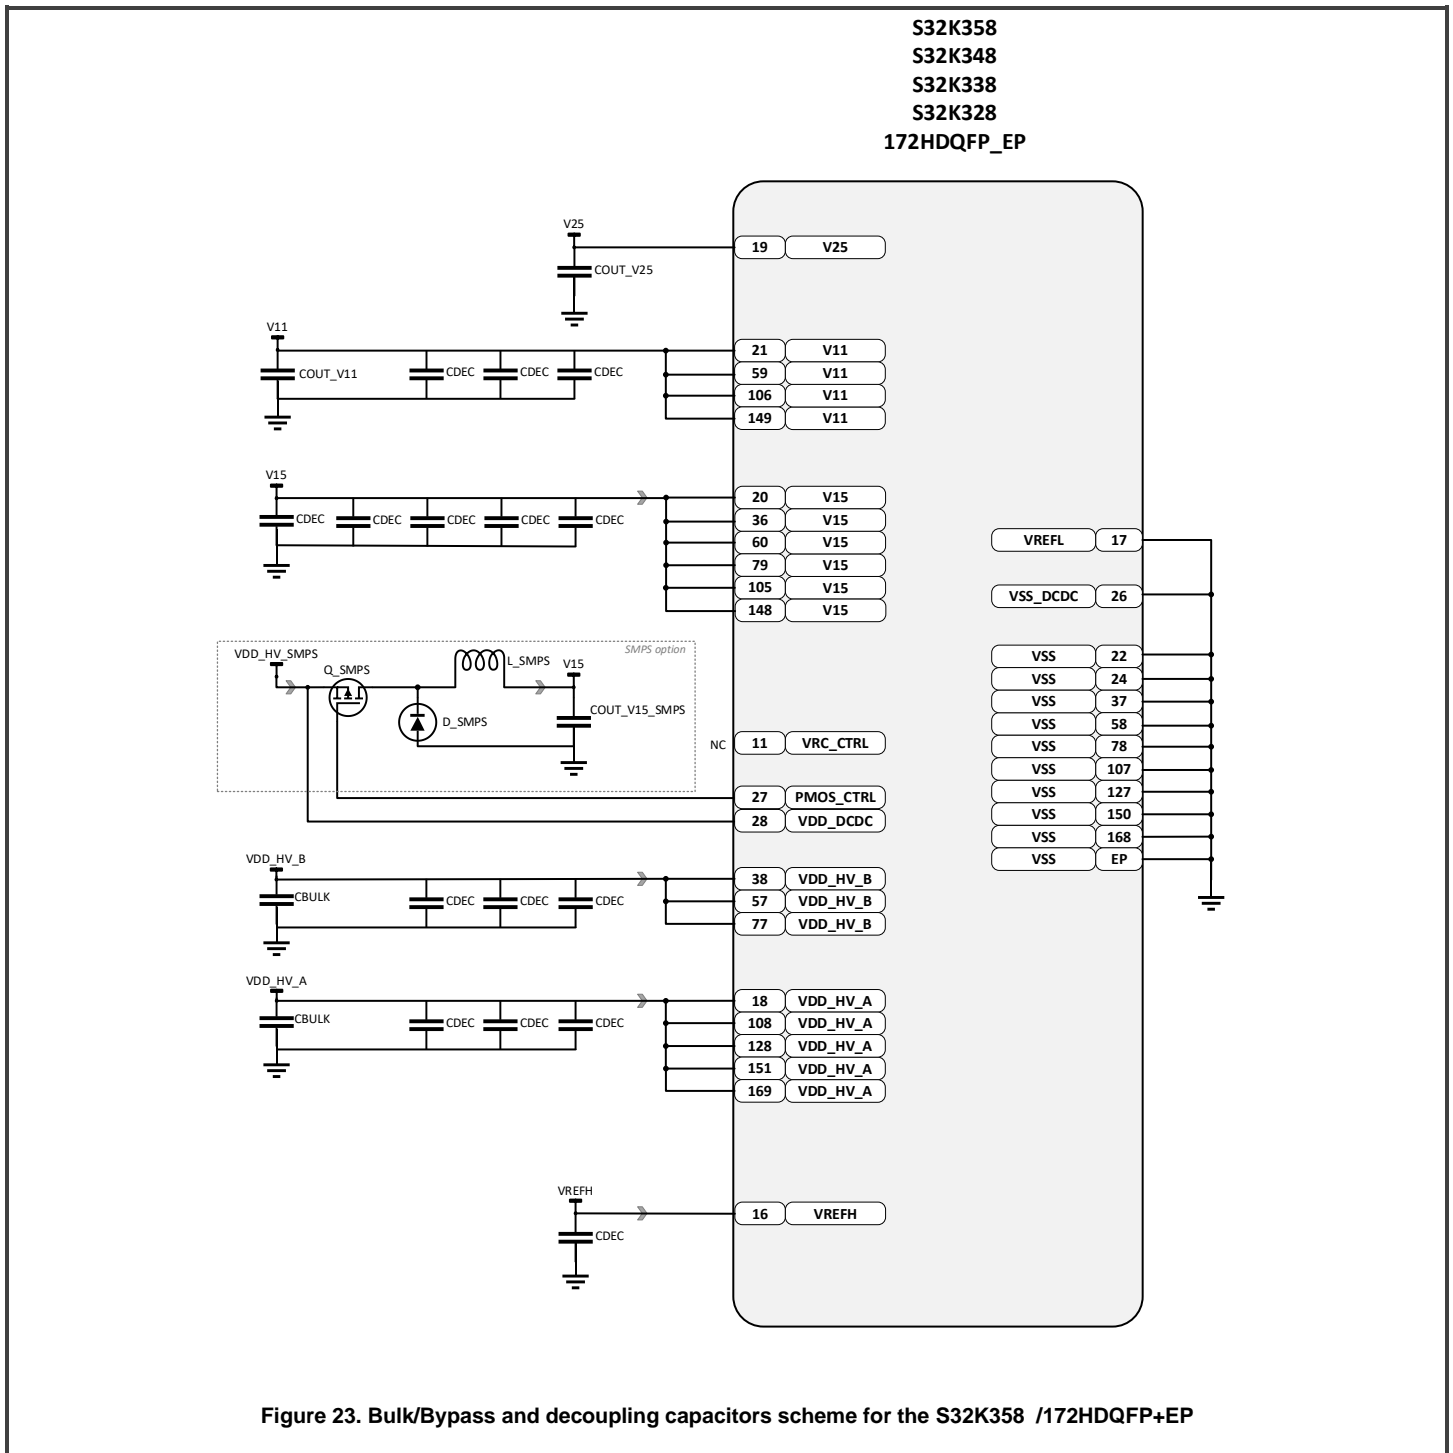 S32K358
S32K348
S32K338
S32K328
172HDQFP_EP
V25
19 V25
COUT_V25
V11
21 V11
COUT_V11 CDEC CDEC CDEC
59 V11
106 V11
149 V11
V15
20 V15
CDEC CDEC CDEC CDEC CDEC
36 V15
60 V15
79 V15
105 V15
148 V15
VREFL 17
VSS_DCDC 26
SMPS option
VDD_HV_SMPS
Q_SMPS
L_SMPS
V15
COUT_V15_SMPS
D_SMPS
NC 11 VRC_CTRL
27 PMOS_CTRL
28 VDD_DCDC
VSS 22
VSS 24
VSS 37
VSS 58
VSS 78
VSS 107
VSS 127
VSS 150
VSS 168
VSS EP
VDD_HV_B
38 VDD_HV_B
CBULK CDEC CDEC CDEC
57 VDD_HV_B
77 VDD_HV_B
VDD_HV_A
18 VDD_HV_A
CBULK CDEC CDEC CDEC
108 VDD_HV_A
128 VDD_HV_A
151 VDD_HV_A
169 VDD_HV_A
VREFH
16 VREFH
CDEC
Figure 23. Bulk/Bypass and decoupling capacitors scheme for the S32K358 /172HDQFP+EP